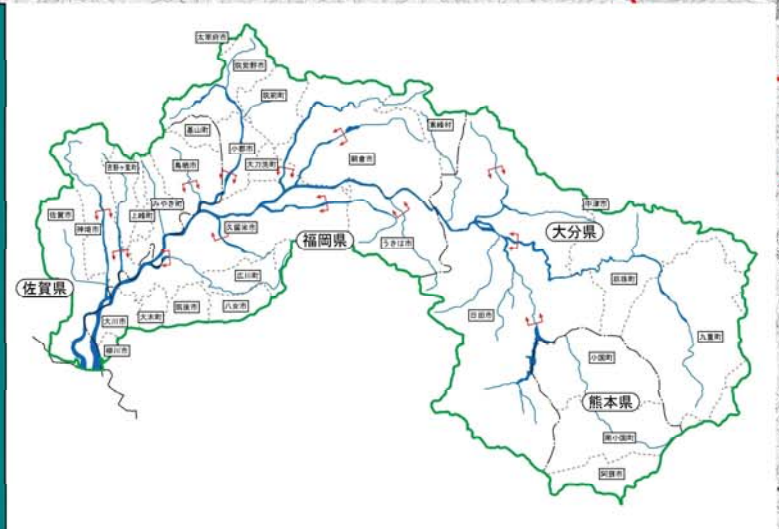 太宰府市
筑紫野市
筑前町
基山町
東峰村
小郡市
朝倉市
吉野ヶ里町
鳥栖市
大刀洗町
みやき町
中津市
佐賀市
上峰町
神埼市
久留米市
大分県
福岡県
うきは市
広川町
玖珠町
佐賀県
筑後市
八女市
大木町
日田市
大川市
九重町
柳川市
小国町
熊本県
南小国町
阿蘇市